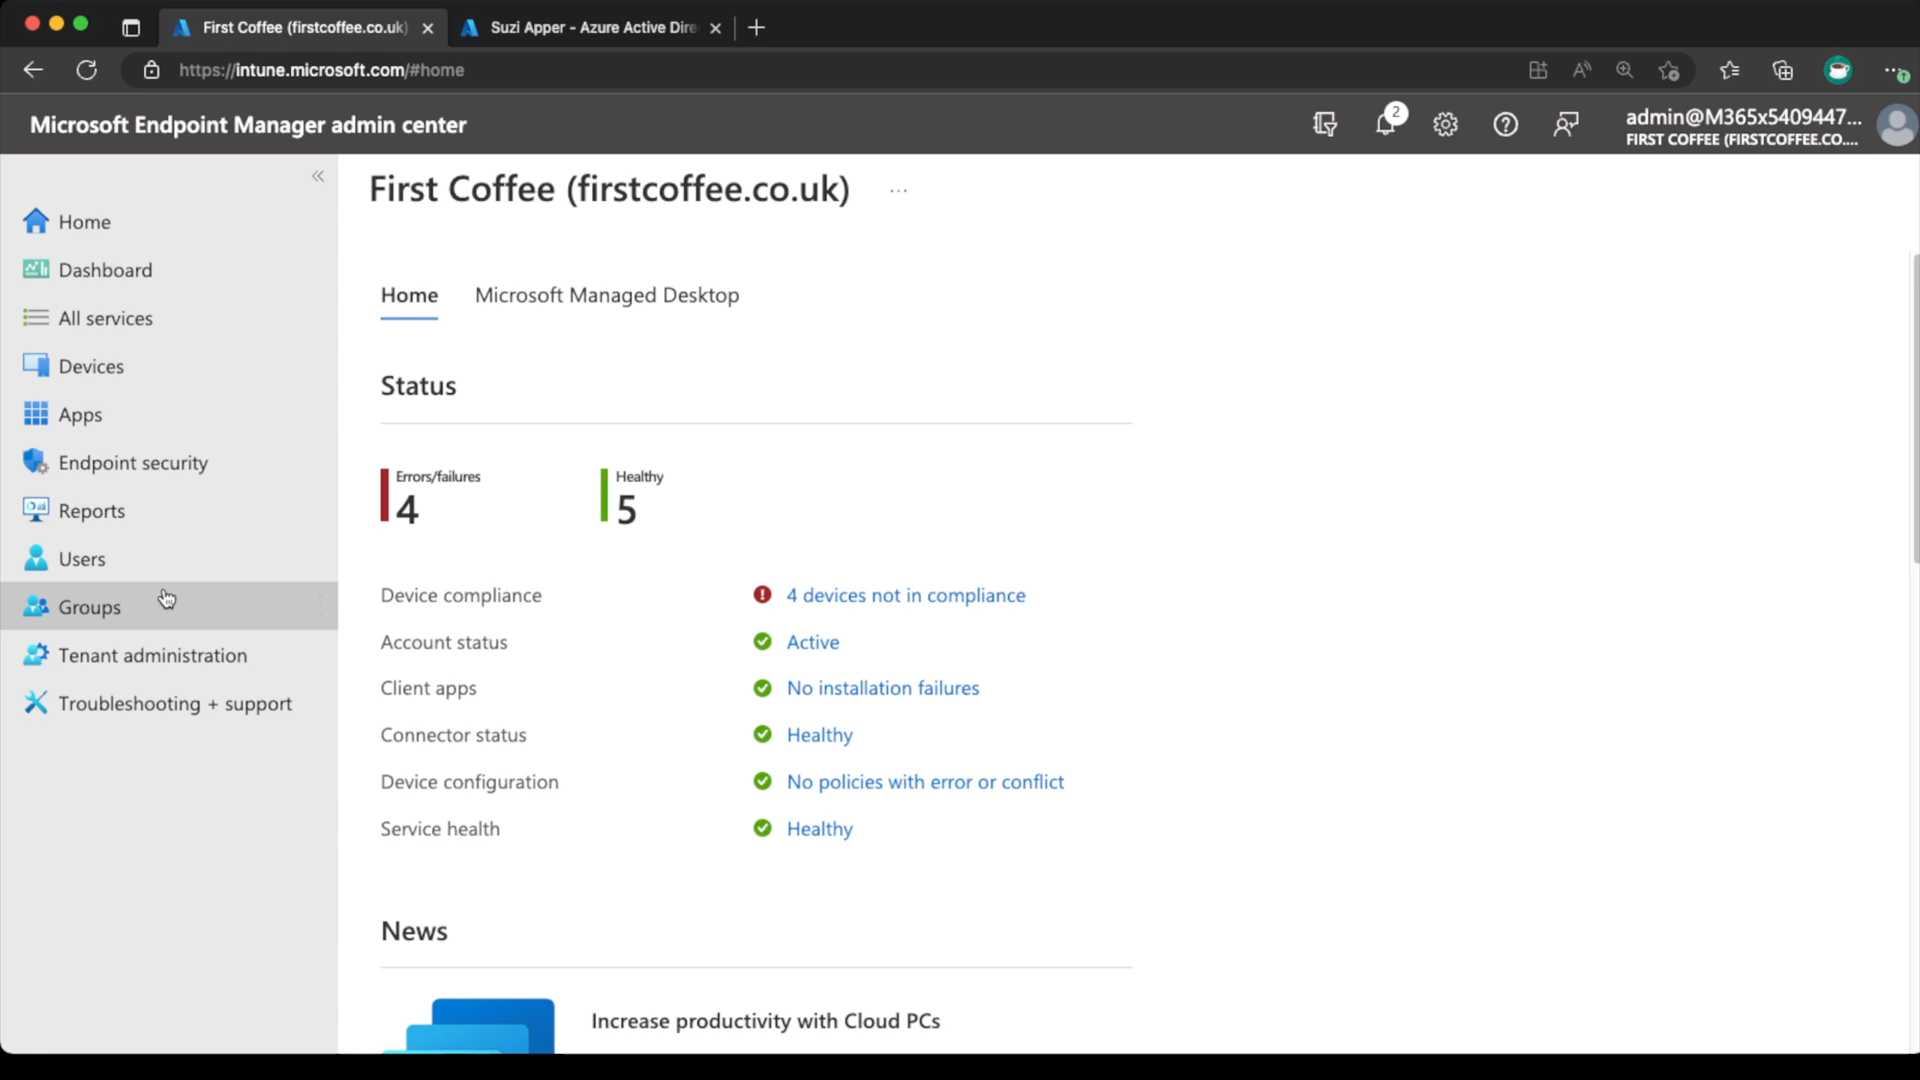 First Coffee (firstcoffee.co.uk)
Suzi Apper - Azure Active Dire
https://intune.microsoft.com/#home
Microsoft Endpoint Manager admin center
2
admin@M365x5409447...
FIRST COFFEE (FIRSTCOFFEE.CO....
Home
Dashboard
All services
Devices
Apps
Endpoint security
Reports
Users
Groups
Tenant administration
Troubleshooting + support
First Coffee (firstcoffee.co.uk) ...
Home
Microsoft Managed Desktop
Status
Errors/failures
4
Healthy
5
Device compliance
4 devices not in compliance
Account status
Active
Client apps
No installation failures
Connector status
Healthy
Device configuration
No policies with error or conflict
Service health
Healthy
News
Increase productivity with Cloud PCs